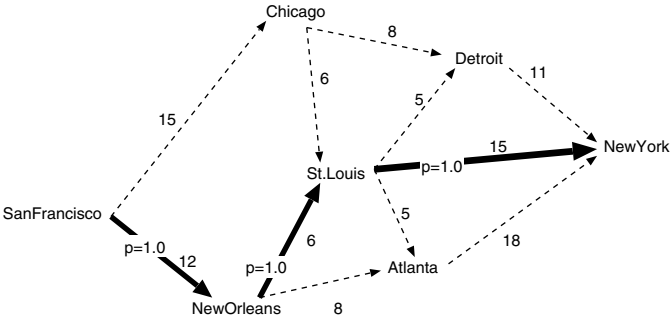 Chicago
8
Detroit
11
6
15
5
15
NewYork
p=1.0
St.Louis
SanFrancisco
5
6
18
p=1.0
12
p=1.0
Atlanta
8
NewOrleans